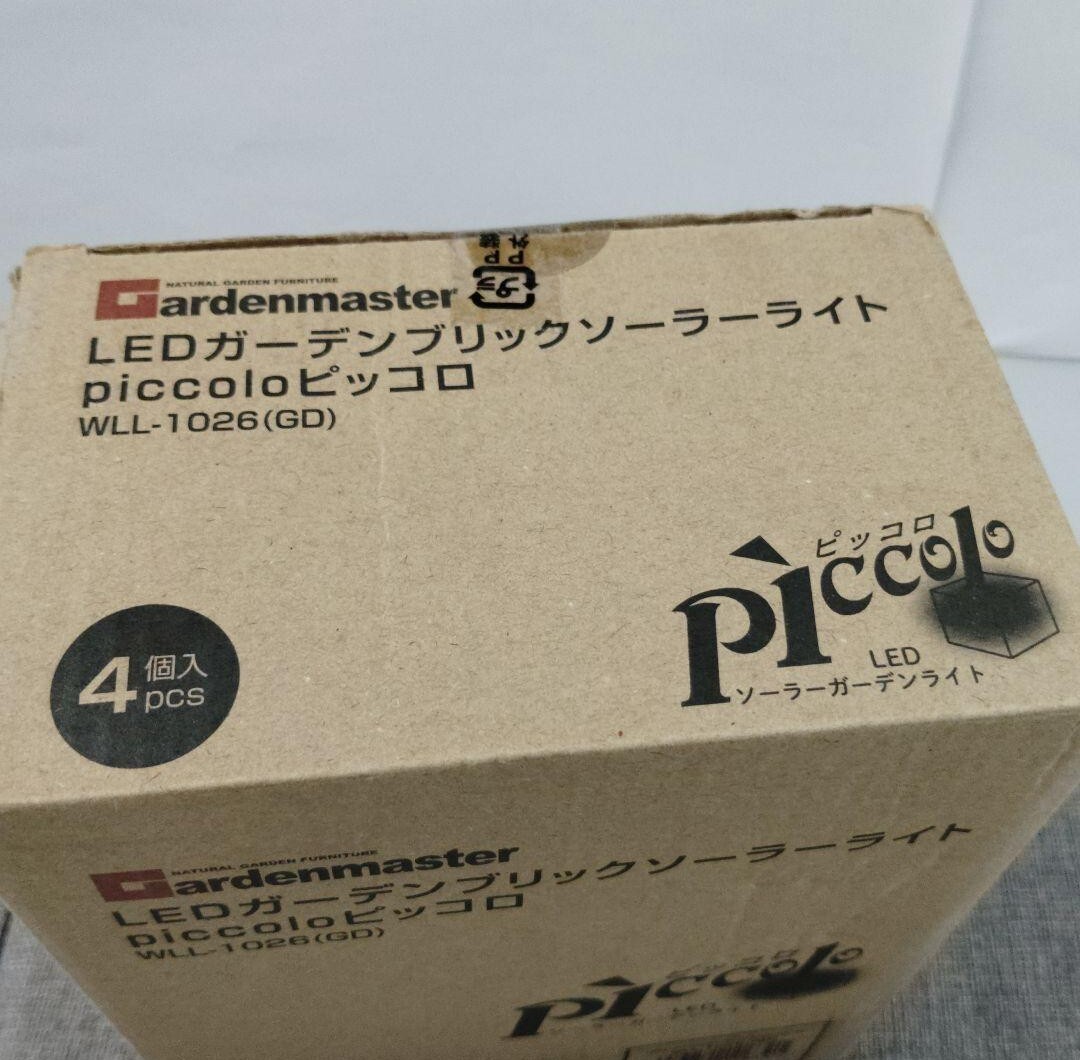 NATURAL GARDEN FURNITURE
Gardenmaster
LEDガーデンブリックソーラーライト
piccoloピッコロ
WLL-1026(GD)
プラ
外装
PP
4個入
pcs
ピッコロ
piccolo
LED
ソーラーガーデンライト
NATURAL GARDEN FURNITURE
Gardenmaster
LEDガーデンブリックソーラーライト
piccoloピッコロ
WLL-1026(GD)
ピッコロ
piccolo
LED